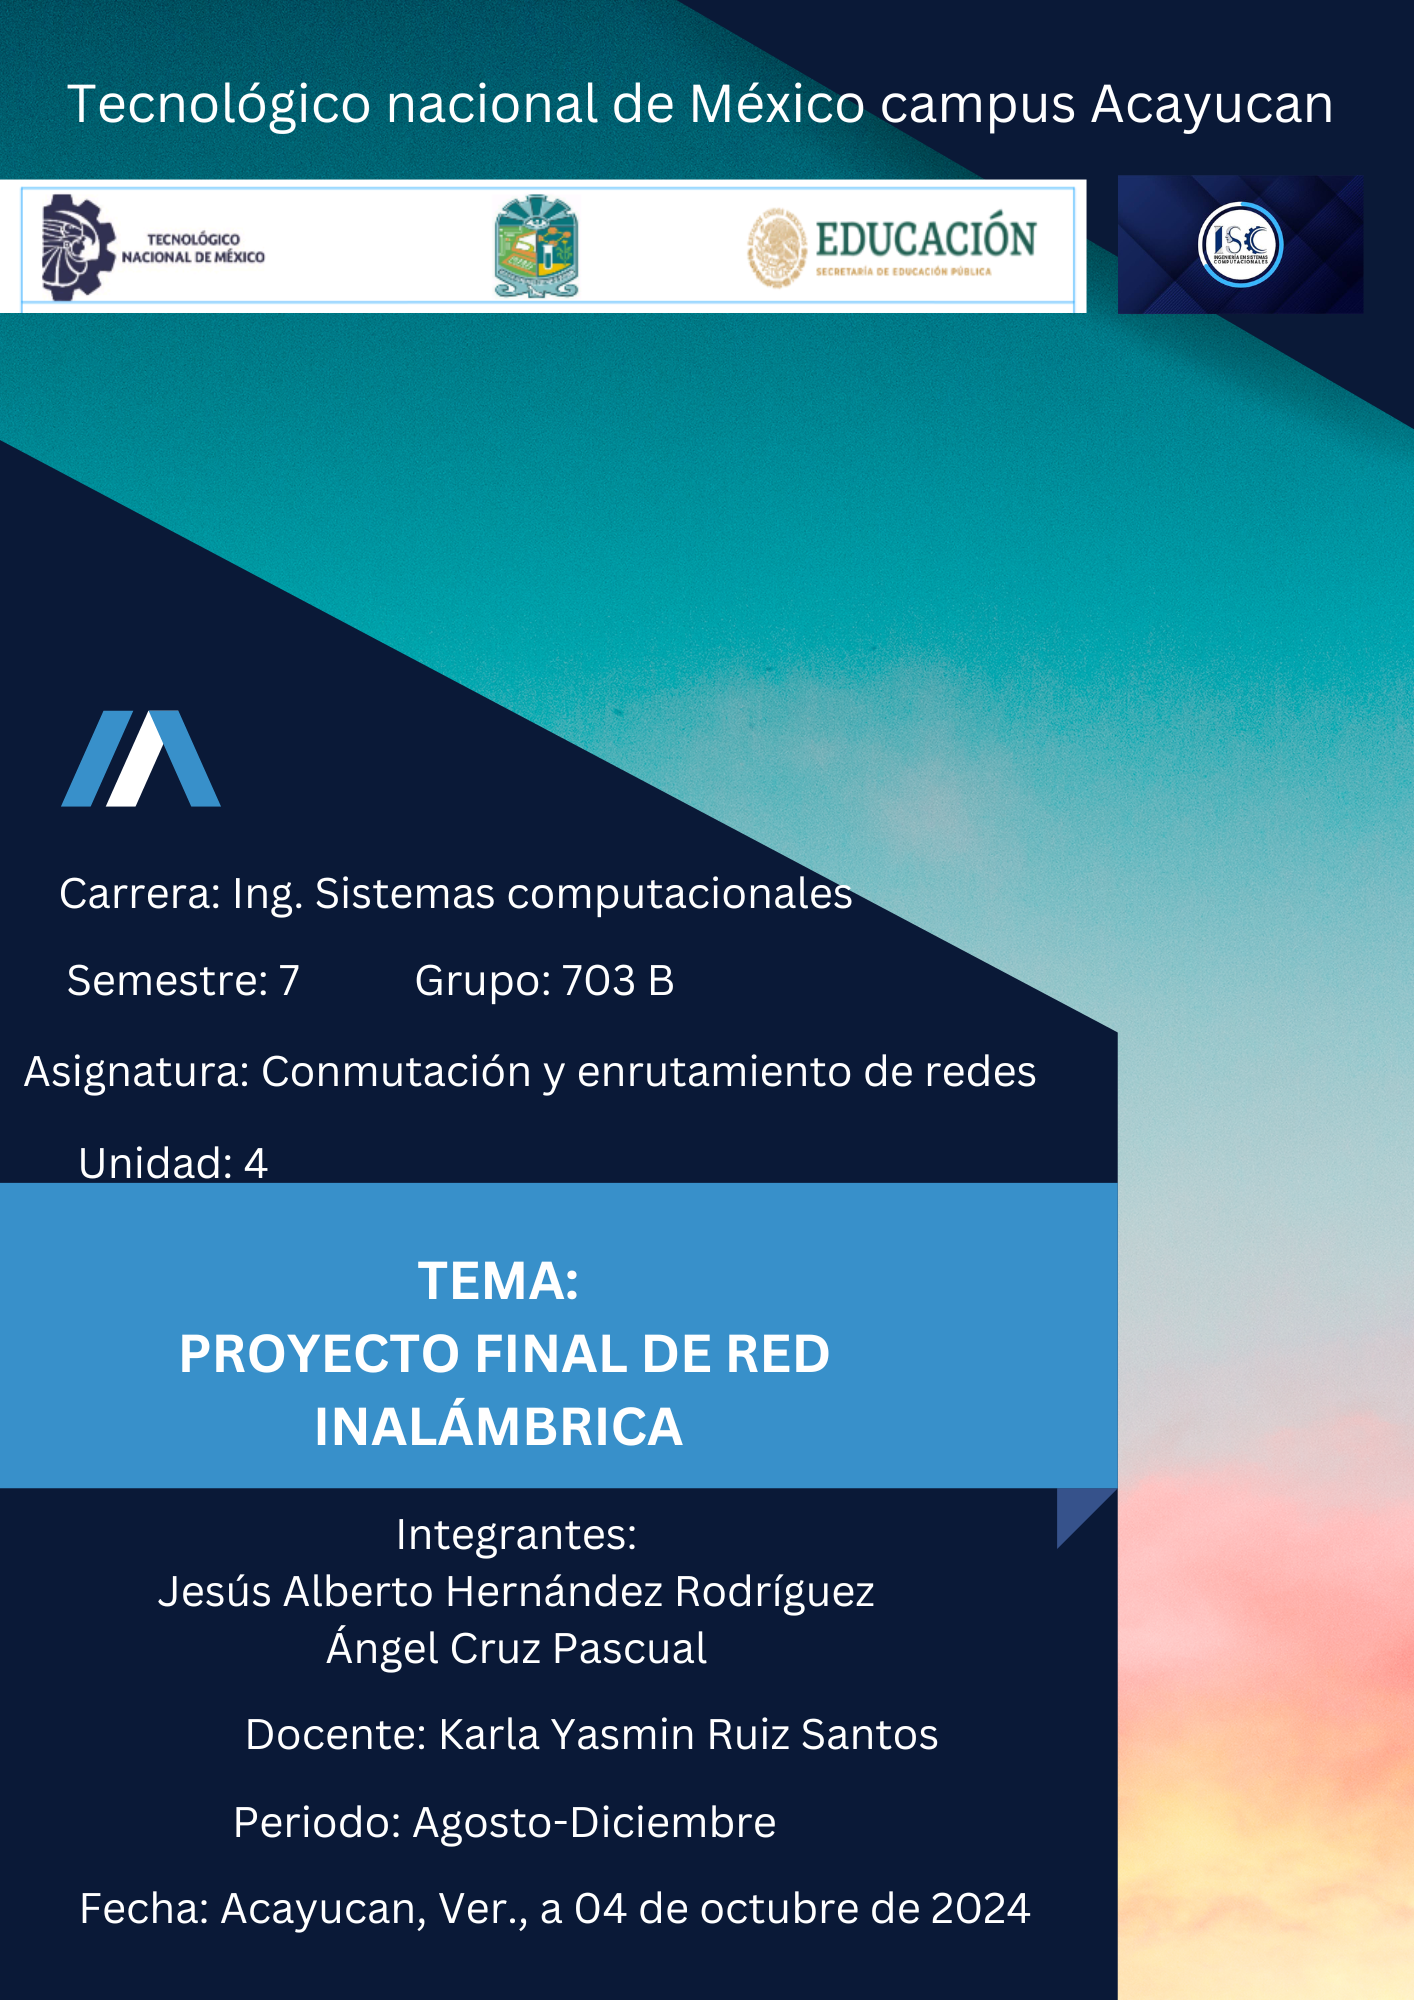 Tecnológico nacional de México campus Acayucan
TECNOLÓGICO
NACIONAL DE MÉXICO
EDUCACIÓN
SECRETARÍA DE EDUCACIÓN PÚBLICA
ISC
INGENIERÍA EN SISTEMAS
COMPUTACIONALES
Carrera: Ing. Sistemas computacionales
Semestre: 7 Grupo: 703 B
Asignatura: Conmutación y enrutamiento de redes
Unidad: 4
TEMA:
PROYECTO FINAL DE RED
INALÁMBRICA
Integrantes:
Jesús Alberto Hernández Rodríguez
Ángel Cruz Pascual
Docente: Karla Yasmin Ruiz Santos
Periodo: Agosto-Diciembre
Fecha: Acayucan, Ver., a 04 de octubre de 2024